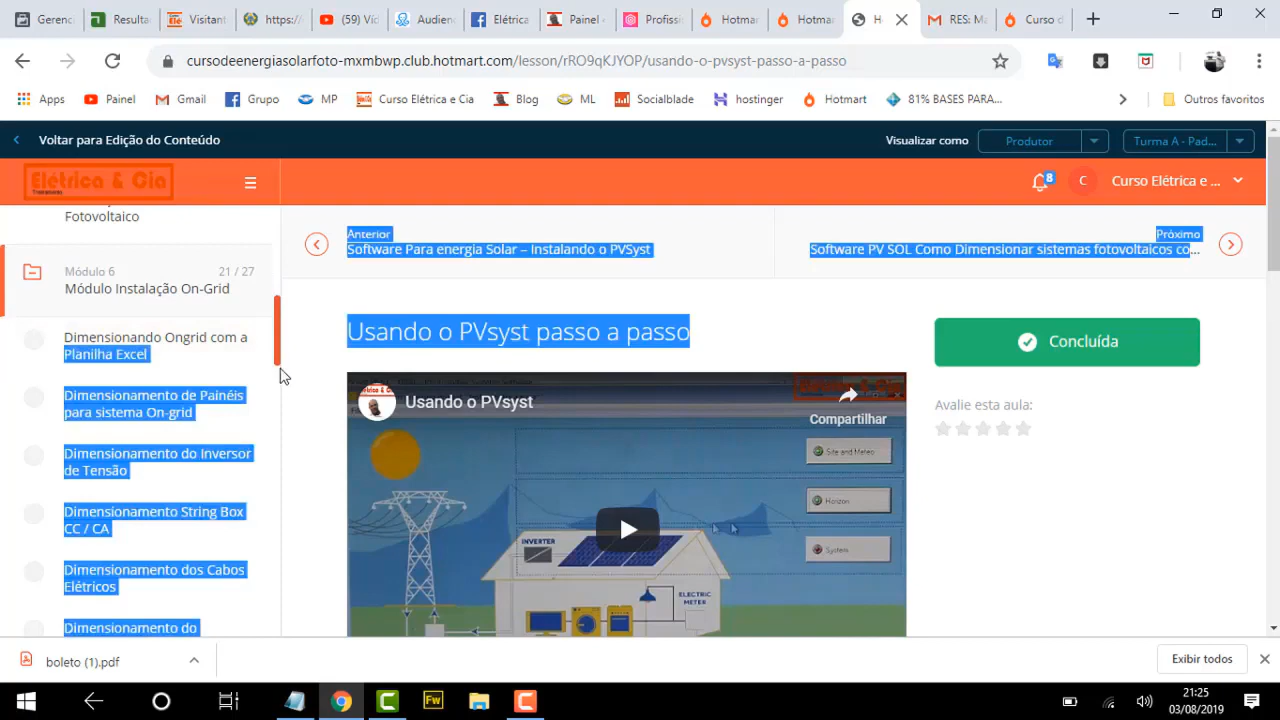 Gerenc
Resulta
Visitant
https:/
(59) Víd
Audien
Elétrica
Painel
Profiss
Hotmar
Hotmar
H
RES: M
Curso d
cursodeenergiasolarfoto-mxmbwp.club.hotmart.com/lesson/rRO9qKJYOP/usando-o-pvsyst-passo-a-passo
Apps
Painel
Gmail
Grupo
MP
Curso Elétrica e Cia
Blog
ML
Socialblade
hostinger
Hotmart
81% BASES PARA...
Outros favoritos
Voltar para Edição do Conteúdo
Visualizar como
Produtor
Turma A - Pad...
Elétrica & Cia
Treinamentos
8
C
Curso Elétrica e ...
Fotovoltaico
Anterior
Software Para energia Solar – Instalando o PVSyst
Próximo
Software PV SOL Como Dimensionar sistemas fotovoltaicos co...
Módulo 6
21 / 27
Módulo Instalação On-Grid
Dimensionando Ongrid com a
Planilha Excel
Dimensionamento de Painéis
para sistema On-grid
Dimensionamento do Inversor
de Tensão
Dimensionamento String Box
CC / CA
Dimensionamento dos Cabos
Elétricos
Dimensionamento do
Usando o PVsyst passo a passo
Concluída
Avalie esta aula:
Usando o PVsyst
Compartilhar
Site and Meteo
Horizon
System
INVERTER
ELECTRIC
METER
boleto (1).pdf
Exibir todos
Fw
21:25
03/08/2019